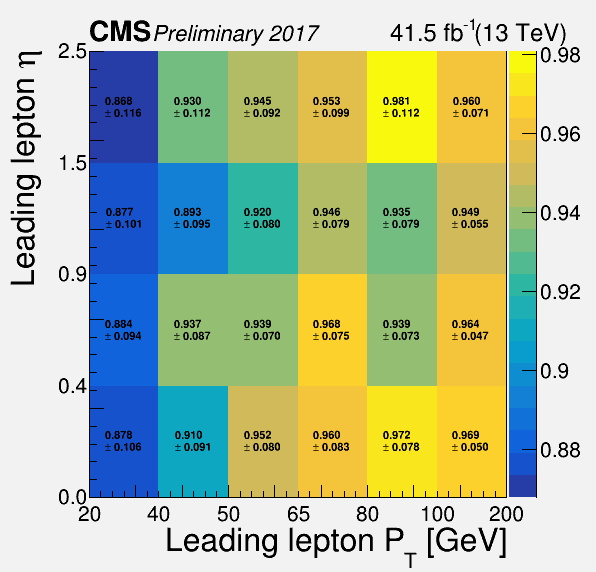 CMS Preliminary 2017 41.5 fb⁻¹(13 TeV)
Leading lepton η
2.5
1.5
0.9
0.4
0.0
0.868 0.930 0.945 0.953 0.981 0.960
± 0.116 ± 0.112 ± 0.092 ± 0.099 ± 0.112 ± 0.071
0.877 0.893 0.920 0.946 0.935 0.949
± 0.101 ± 0.095 ± 0.080 ± 0.079 ± 0.079 ± 0.055
0.884 0.937 0.939 0.968 0.939 0.964
± 0.094 ± 0.087 ± 0.070 ± 0.075 ± 0.073 ± 0.047
0.878 0.910 0.952 0.960 0.972 0.969
± 0.106 ± 0.091 ± 0.080 ± 0.083 ± 0.078 ± 0.050
0.98
0.96
0.94
0.92
0.9
0.88
20 40 50 65 80 100 200
Leading lepton P_T [GeV]